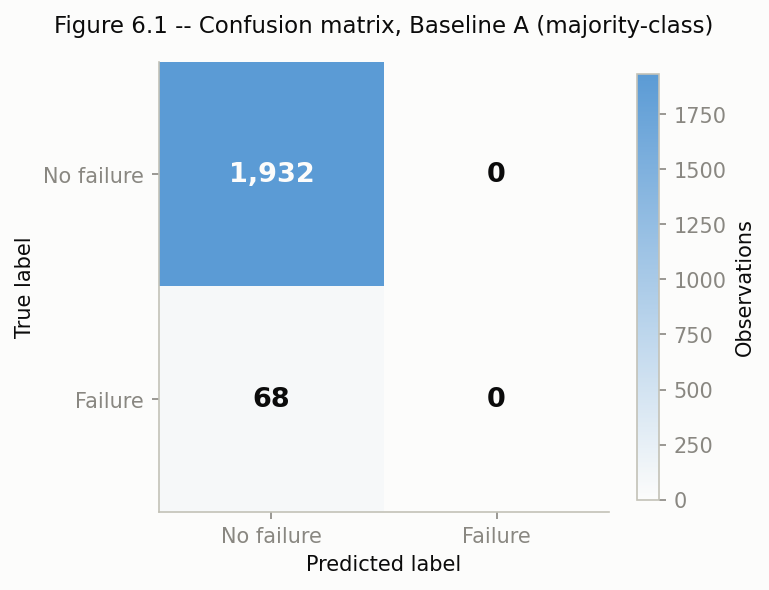 Figure 6.1 -- Confusion matrix, Baseline A (majority-class)
True label
No failure
1,932
0
Failure
68
0
No failure
Failure
Predicted label
1750
1500
1250
1000
750
500
250
0
Observations